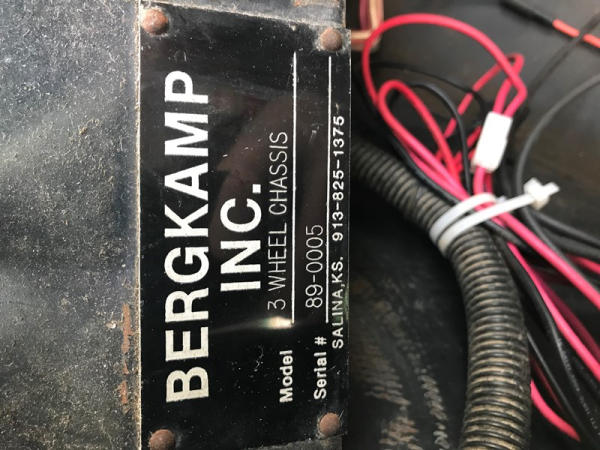 BERGKAMP
INC.
Model 3 WHEEL CHASSIS
Serial # 89-0005
SALINA,KS. 913-825-1375